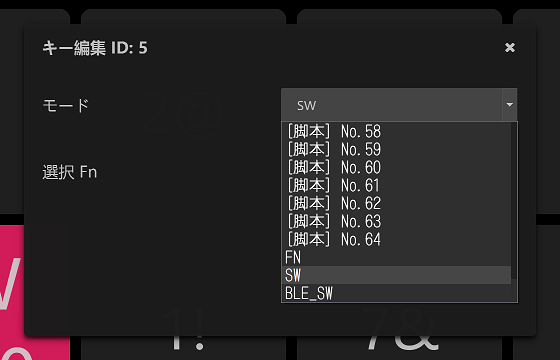 キー編集 ID: 5
×
モード
SW
[脚本] No.58
[脚本] No.59
[脚本] No.60
選択 Fn
[脚本] No.61
[脚本] No.62
[脚本] No.63
[脚本] No.64
FN
SW
BLE_SW
1!
7&